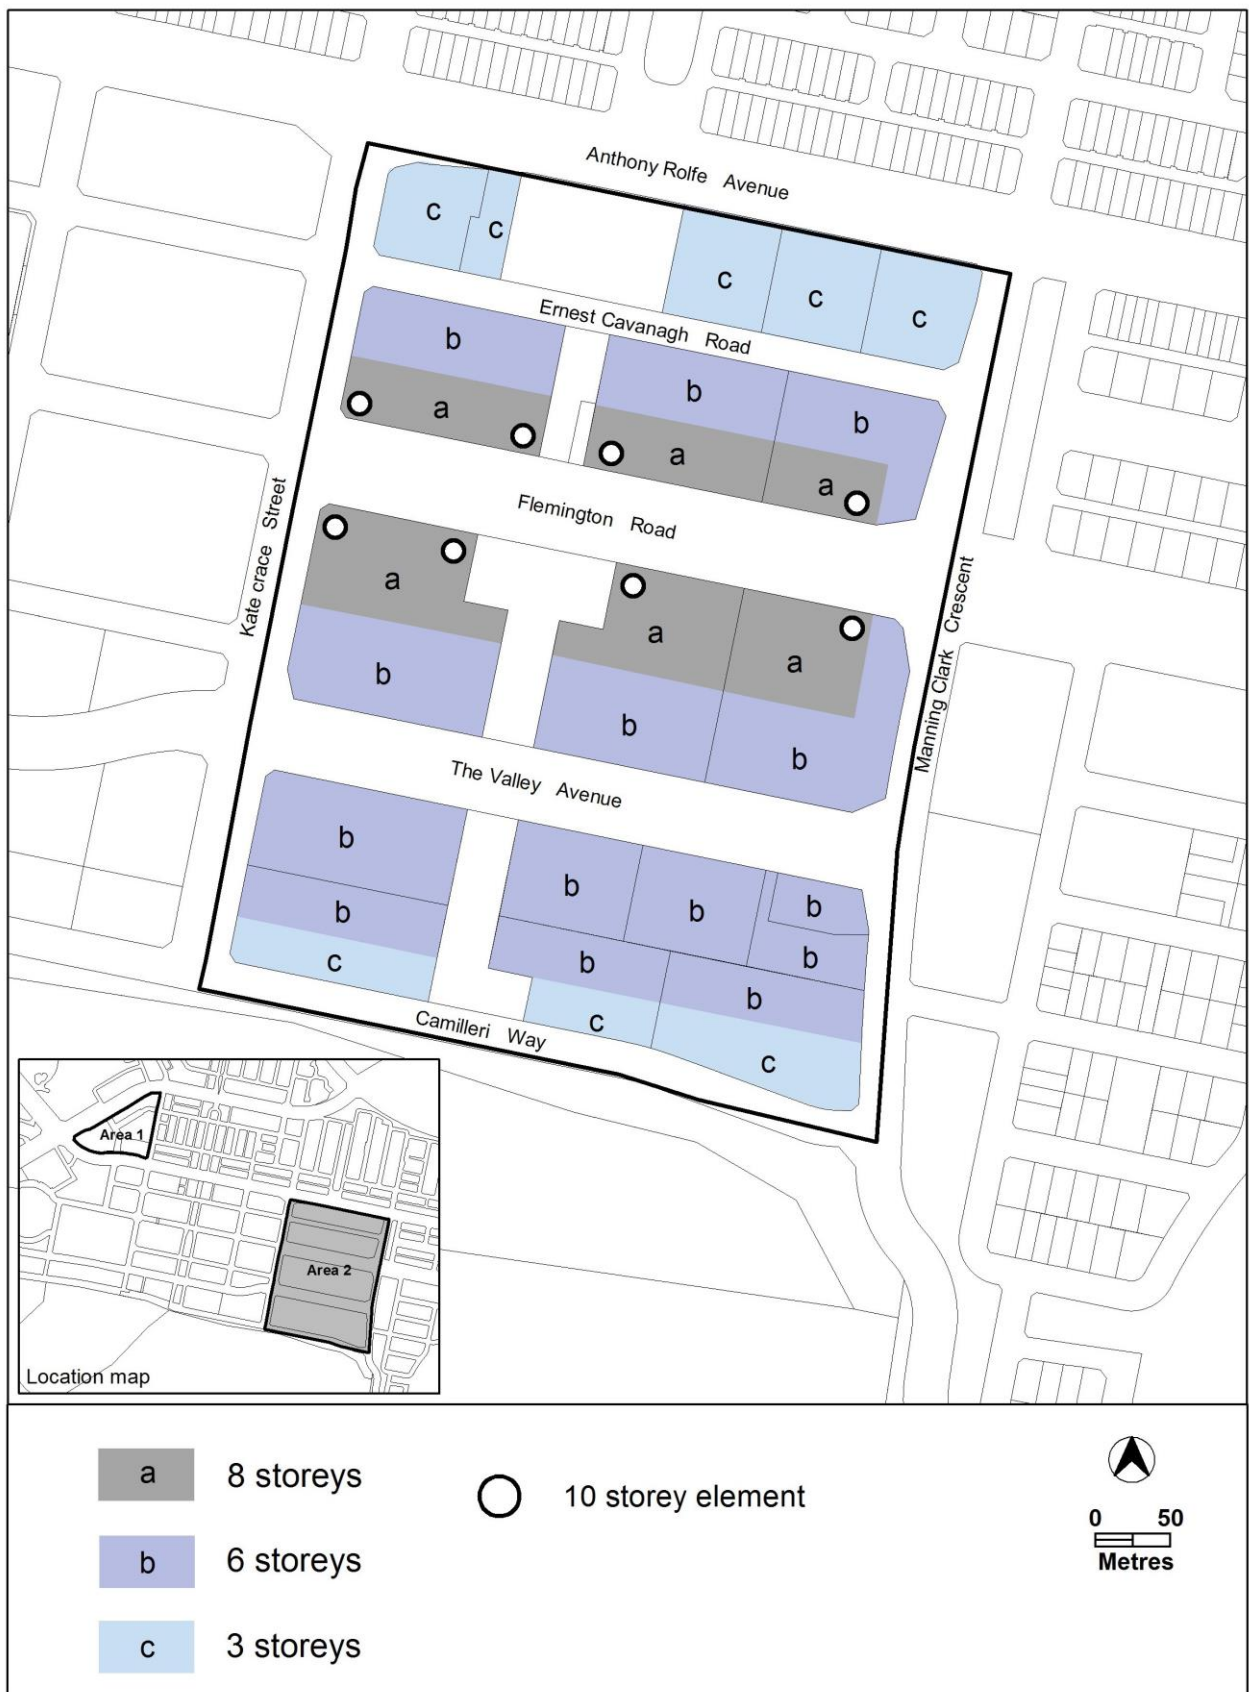 Anthony Rolfe Avenue
c
c
c
c
c
Ernest Cavanagh Road
b
b
b
a
a
a
Flemington Road
Kate crace Street
a
a
a
b
b
b
Manning Clark Crescent
The Valley Avenue
b
b
b
b
b
b
b
b
c
c
c
Camilleri Way
Area 1
Area 2
Location map
a 8 storeys
10 storey element
b 6 storeys
c 3 storeys
0 50
Metres